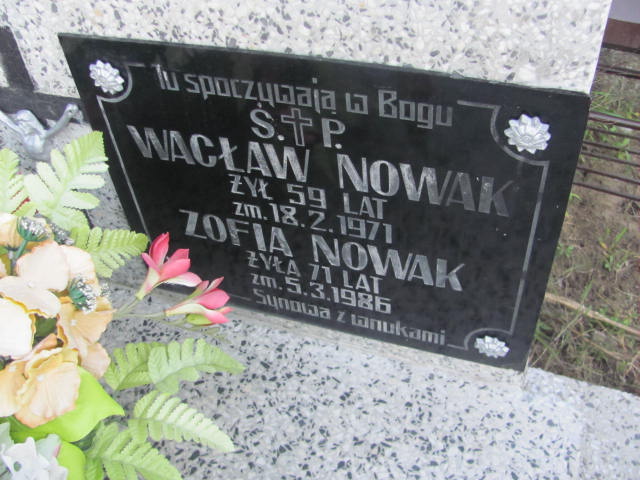 Tu spoczywają w Bogu
Ś. P.
WACŁAW NOWAK
ŻYŁ 59 LAT
zm. 18.2.1971
ZOFIA NOWAK
ŻYŁA 71 LAT
zm. 5.3.1986
Synowa z wnukami